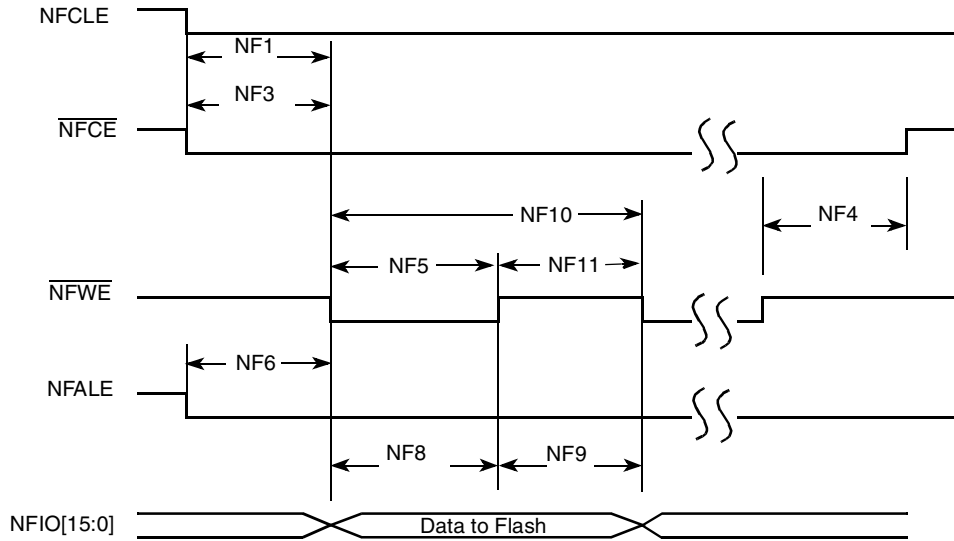 NFCLE
NF1
NF3
NFCE
NF10
NF4
NF5
NF11
NFWE
NF6
NFALE
NF8
NF9
NFIO[15:0]
Data to Flash